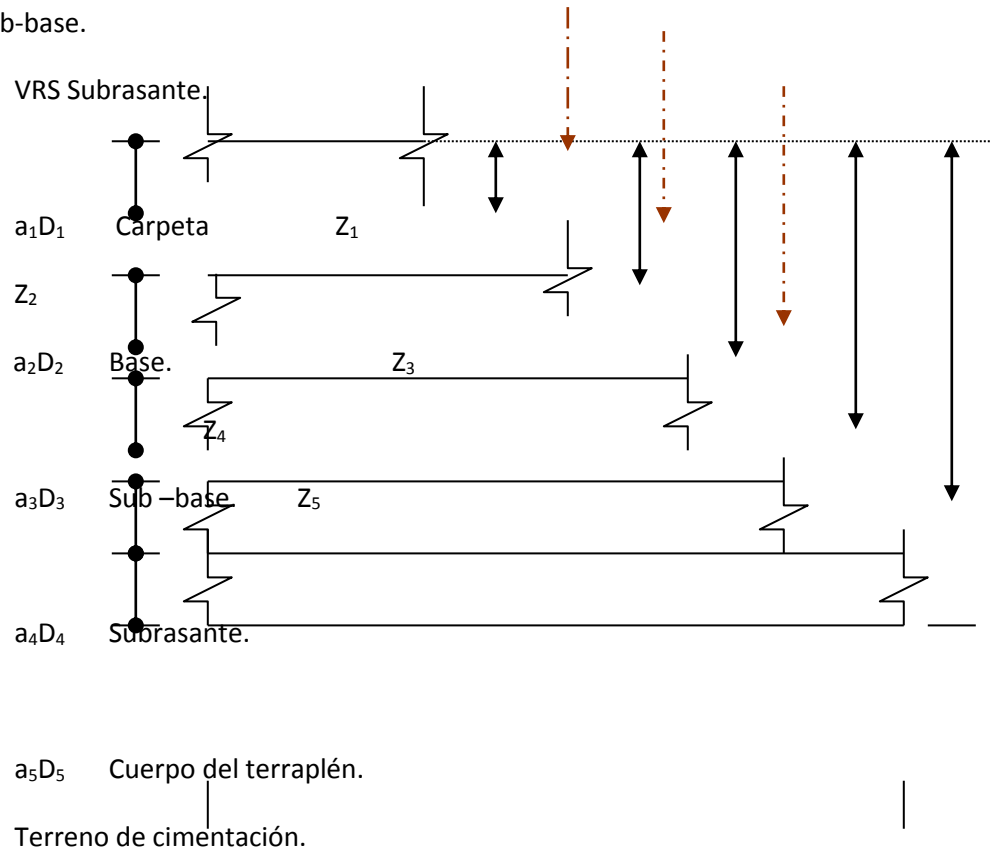 b-base.
VRS Subrasante.
a₁D₁ Carpeta Z₁
Z₂
a₂D₂ Base. Z₃
Z₄
a₃D₃ Sub –base. Z₅
a₄D₄ Subrasante.
a₅D₅ Cuerpo del terraplén.
Terreno de cimentación.